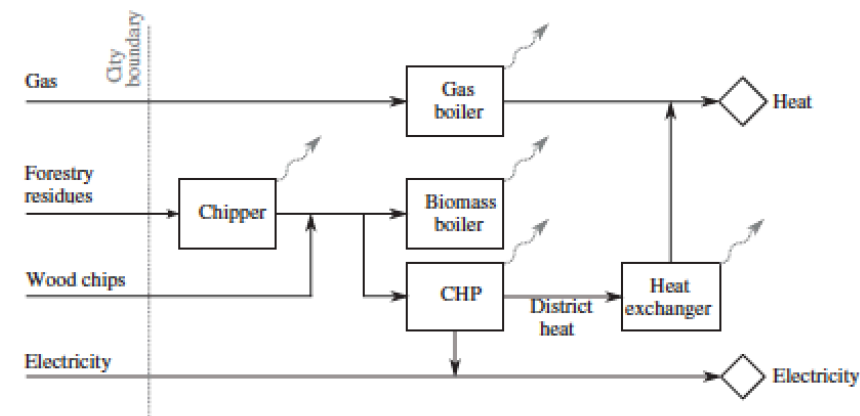 City
boundary
Gas
Gas
boiler
Heat
Forestry
residues
Chipper
Biomass
boiler
Wood chips
CHP
District
heat
Heat
exchanger
Electricity
Electricity